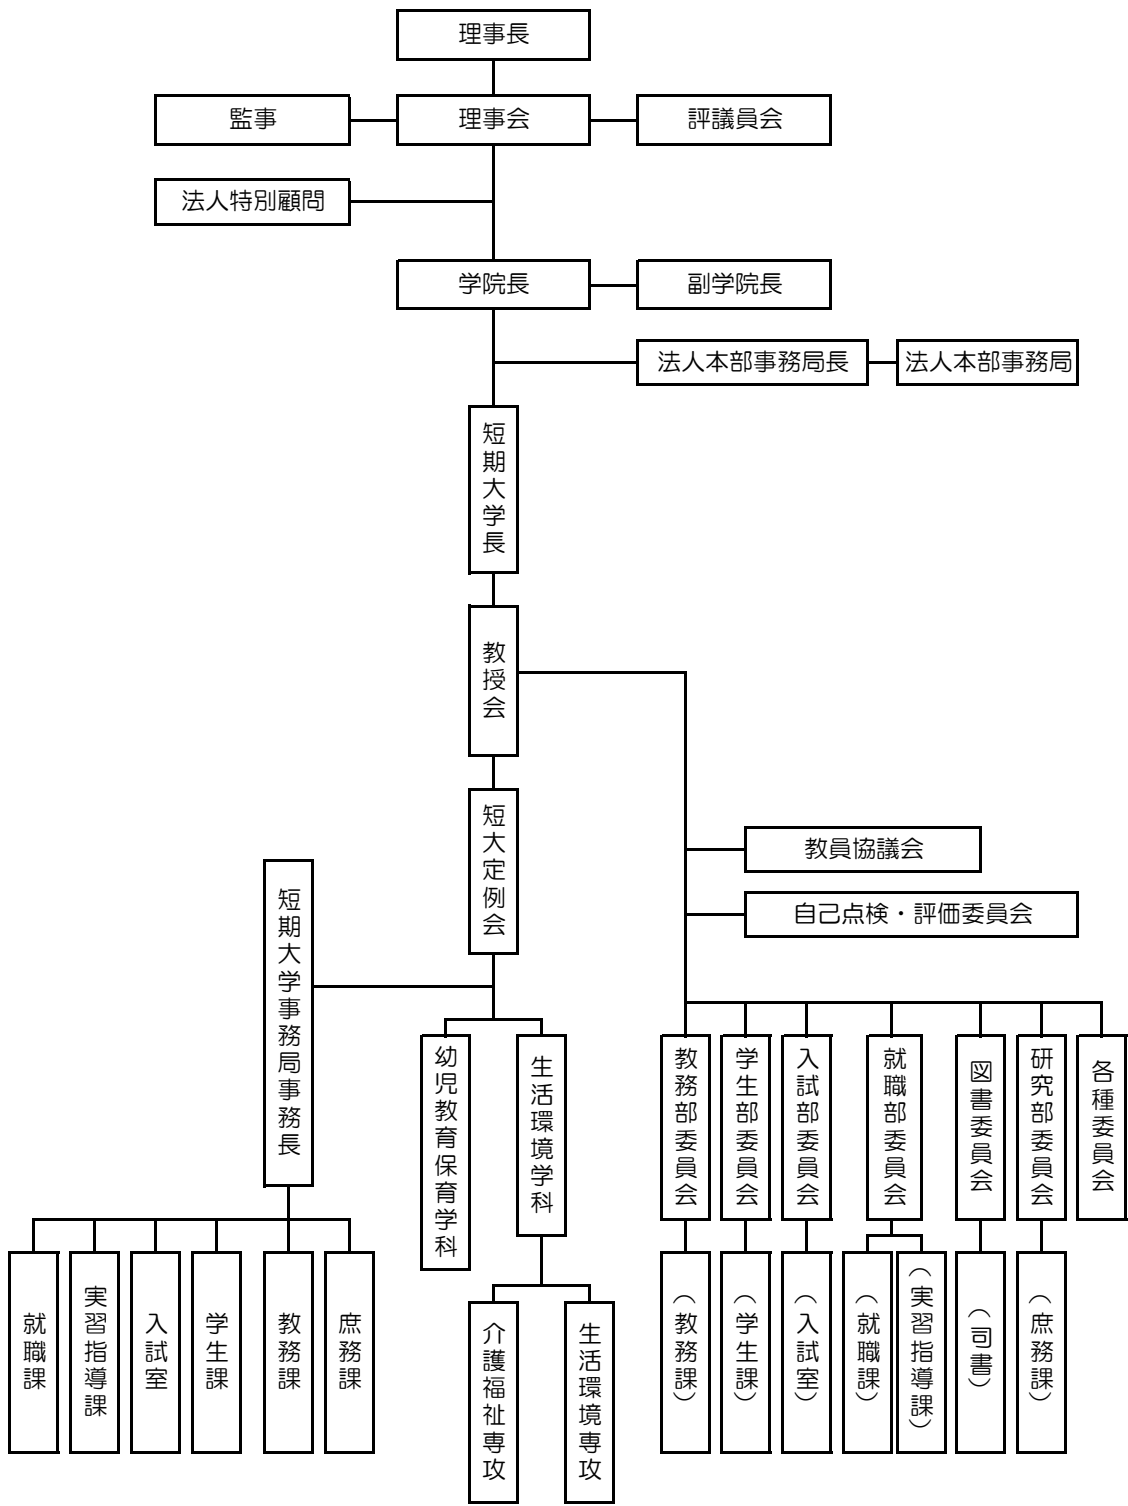 理事長
監事
理事会
評議員会
法人特別顧問
学院長
副学院長
法人本部事務局長
法人本部事務局
短期大学長
教授会
短大定例会
教員協議会
自己点検・評価委員会
短期大学事務局事務長
幼児教育保育学科
生活環境学科
教務部委員会
学生部委員会
入試部委員会
就職部委員会
図書委員会
研究部委員会
各種委員会
就職課
実習指導課
入試室
学生課
教務課
庶務課
介護福祉専攻
生活環境専攻
（教務課）
（学生課）
（入試室）
（就職課）
（実習指導課）
（司書）
（庶務課）